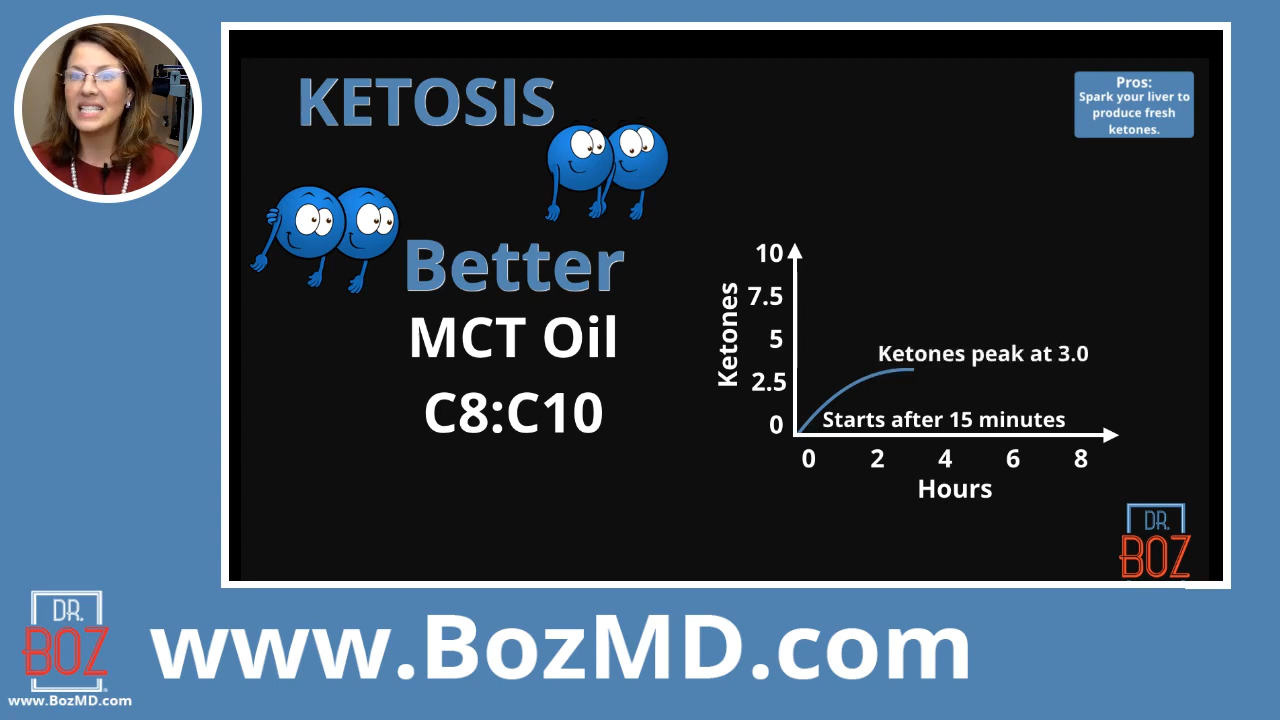 KETOSIS
Pros:
Spark your liver to
produce fresh
ketones.
Better
MCT Oil
C8:C10
Ketones
10
7.5
5
2.5
0
Ketones peak at 3.0
Starts after 15 minutes
0 2 4 6 8
Hours
DR.
BOZ
DR.
BOZ
www.BozMD.com
www.BozMD.com